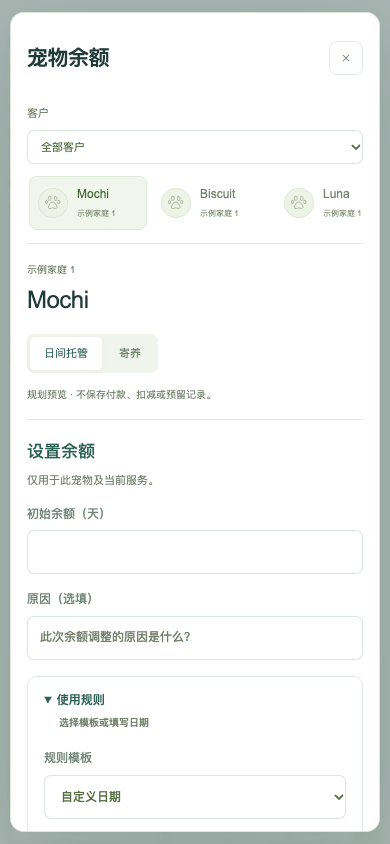 宠物余额
×
客户
全部客户
Mochi
示例家庭 1
Biscuit
示例家庭 1
Luna
示例家庭 1
示例家庭 1
Mochi
日间托管
寄养
规划预览 · 不保存付款、扣减或预留记录。
设置余额
仅用于此宠物及当前服务。
初始余额（天）
原因（选填）
此次余额调整的原因是什么？
▼ 使用规则
选择模板或填写日期
规则模板
自定义日期